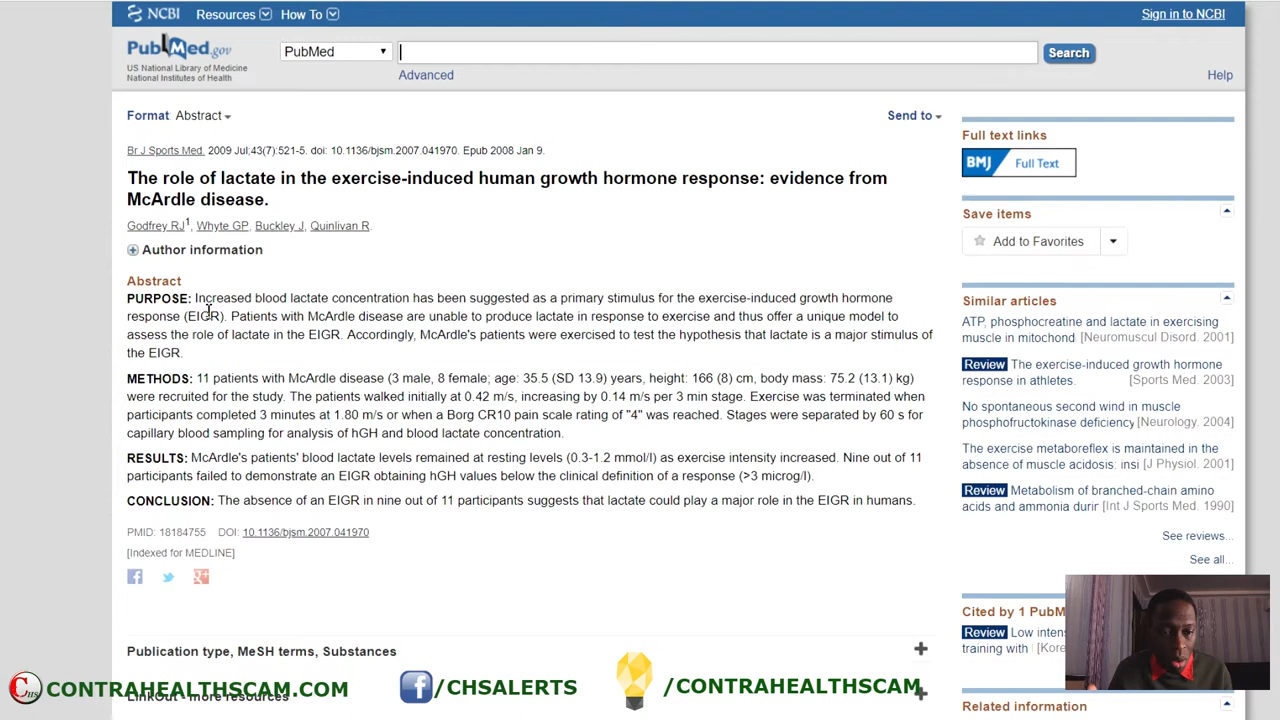 NCBI Resources How To Sign in to NCBI
PubMed.gov
US National Library of Medicine
National Institutes of Health
PubMed
Search
Advanced
Help
Format Abstract
Send to
Br J Sports Med. 2009 Jul;43(7):521-5. doi: 10.1136/bjsm.2007.041970. Epub 2008 Jan 9.
The role of lactate in the exercise-induced human growth hormone response: evidence from
McArdle disease.
Godfrey RJ1, Whyte GP, Buckley J, Quinlivan R.
Author information
Abstract
PURPOSE: Increased blood lactate concentration has been suggested as a primary stimulus for the exercise-induced growth hormone
response (EIGR). Patients with McArdle disease are unable to produce lactate in response to exercise and thus offer a unique model to
assess the role of lactate in the EIGR. Accordingly, McArdle's patients were exercised to test the hypothesis that lactate is a major stimulus of
the EIGR.
METHODS: 11 patients with McArdle disease (3 male, 8 female; age: 35.5 (SD 13.9) years, height: 166 (8) cm, body mass: 75.2 (13.1) kg)
were recruited for the study. The patients walked initially at 0.42 m/s, increasing by 0.14 m/s per 3 min stage. Exercise was terminated when
participants completed 3 minutes at 1.80 m/s or when a Borg CR10 pain scale rating of "4" was reached. Stages were separated by 60 s for
capillary blood sampling for analysis of hGH and blood lactate concentration.
RESULTS: McArdle's patients' blood lactate levels remained at resting levels (0.3-1.2 mmol/l) as exercise intensity increased. Nine out of 11
participants failed to demonstrate an EIGR obtaining hGH values below the clinical definition of a response (>3 microg/l).
CONCLUSION: The absence of an EIGR in nine out of 11 participants suggests that lactate could play a major role in the EIGR in humans.
PMID: 18184755 DOI: 10.1136/bjsm.2007.041970
[Indexed for MEDLINE]
Publication type, MeSH terms, Substances
LinkOut - more resources
Full text links
BMJ Full Text
Save items
Add to Favorites
Similar articles
ATP, phosphocreatine and lactate in exercising
muscle in mitochond [Neuromuscul Disord. 2001]
Review The exercise-induced growth hormone
response in athletes. [Sports Med. 2003]
No spontaneous second wind in muscle
phosphofructokinase deficiency [Neurology. 2004]
The exercise metaboreflex is maintained in the
absence of muscle acidosis: insi [J Physiol. 2001]
Review Metabolism of branched-chain amino
acids and ammonia durir [Int J Sports Med. 1990]
See reviews...
See all...
Cited by 1 PubM
Review Low inten
training with [Kore
Related information
CHS CONTRAHEALTHSCAM.COM
f /CHSALERTS
/CONTRAHEALTHSCAM